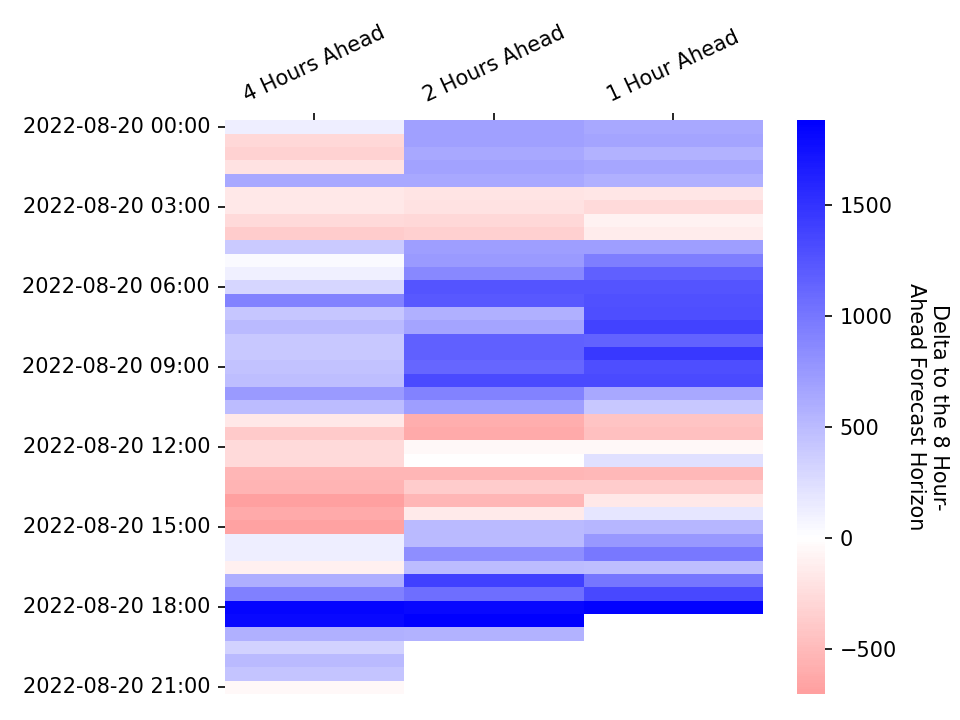 4 Hours Ahead
2 Hours Ahead
1 Hour Ahead
2022-08-20 00:00
2022-08-20 03:00
2022-08-20 06:00
2022-08-20 09:00
2022-08-20 12:00
2022-08-20 15:00
2022-08-20 18:00
2022-08-20 21:00
1500
1000
500
0
−500
Delta to the 8 Hour-
Ahead Forecast Horizon